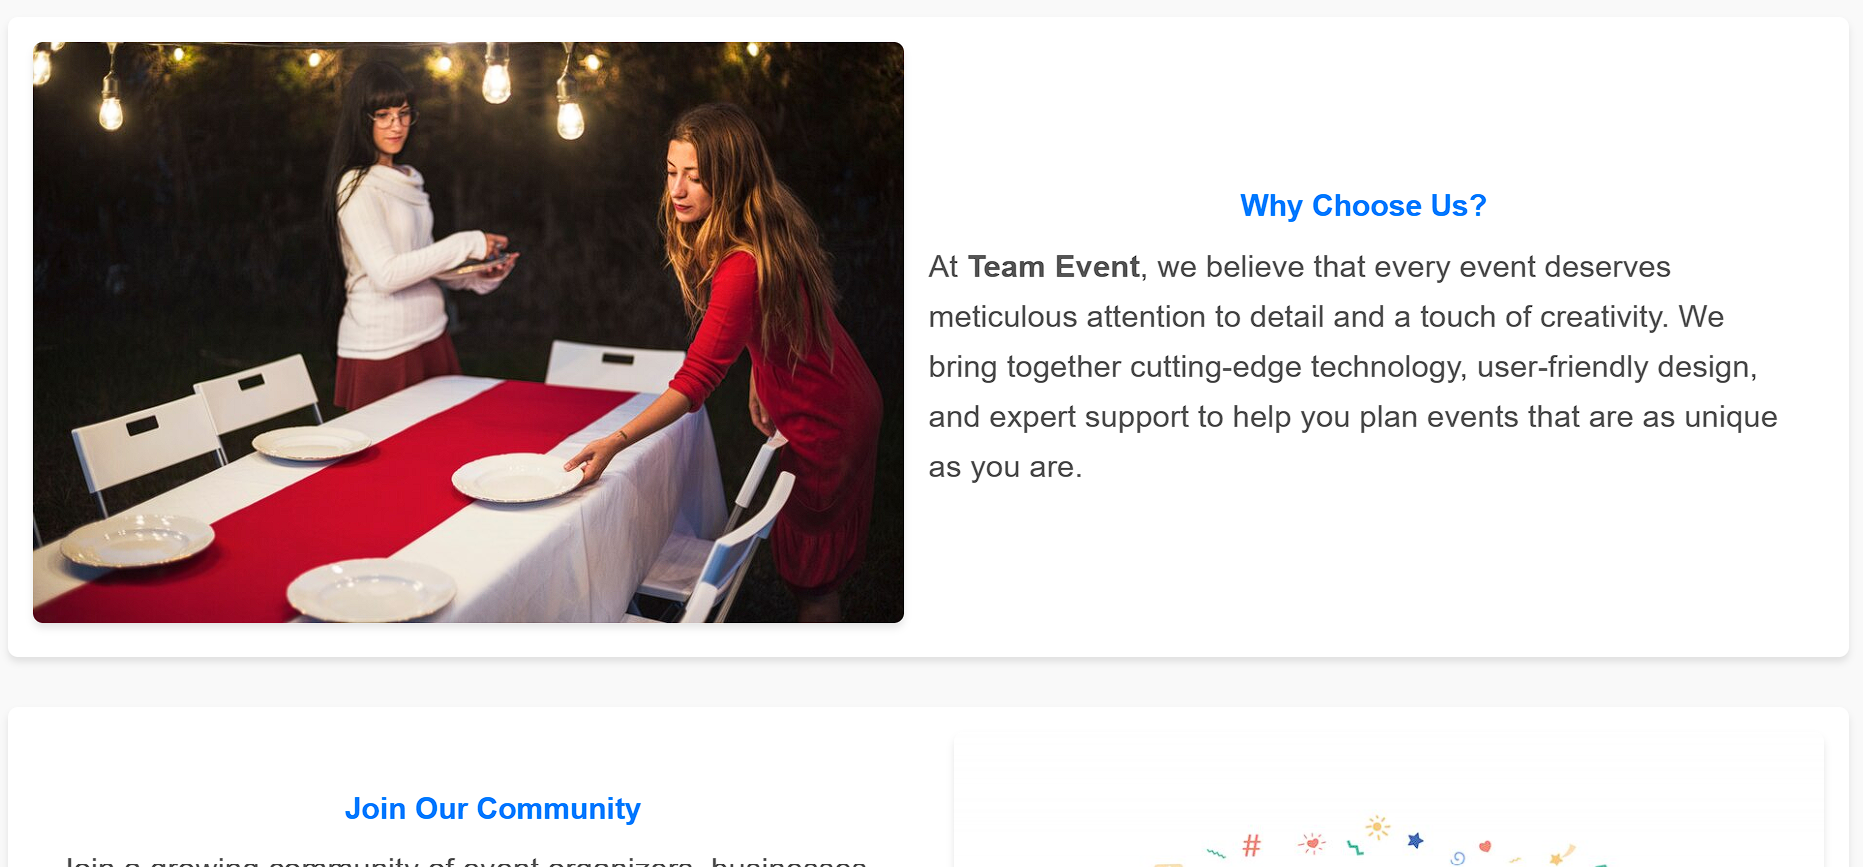 Why Choose Us?
At Team Event, we believe that every event deserves
meticulous attention to detail and a touch of creativity. We
bring together cutting-edge technology, user-friendly design,
and expert support to help you plan events that are as unique
as you are.
Join Our Community
Join a growing community of event organizers, businesses
#